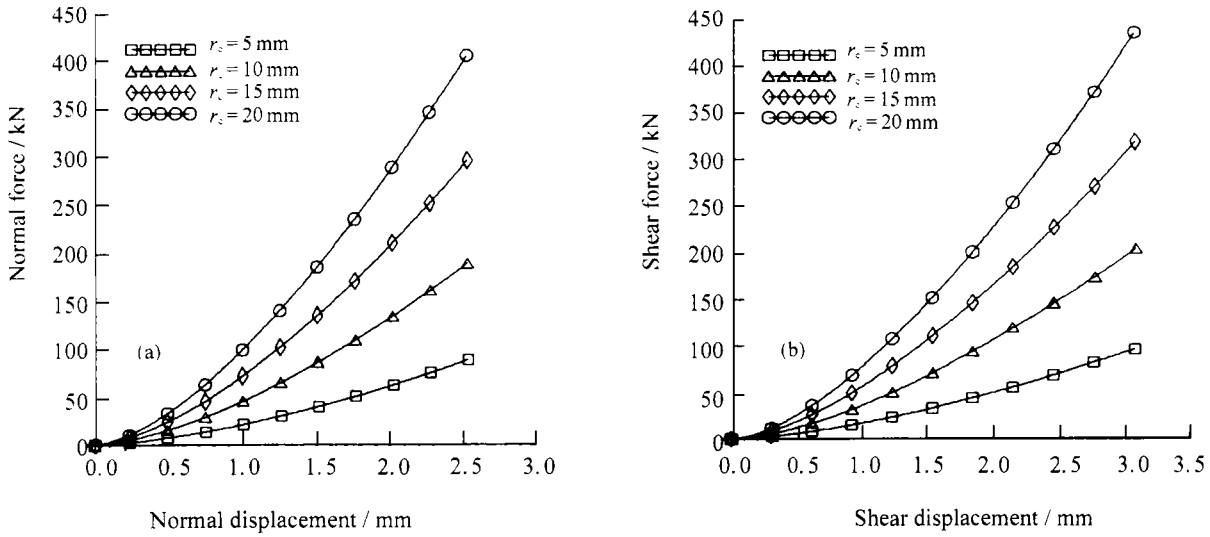 450
400
350
300
250
200
150
100
50
0
Normal force / kN
r_c = 5 mm
r_c = 10 mm
r_c = 15 mm
r_c = 20 mm
(a)
0.0 0.5 1.0 1.5 2.0 2.5 3.0
Normal displacement / mm
450
400
350
300
250
200
150
100
50
0
Shear force / kN
r_c = 5 mm
r_c = 10 mm
r_c = 15 mm
r_c = 20 mm
(b)
0.0 0.5 1.0 1.5 2.0 2.5 3.0 3.5
Shear displacement / mm